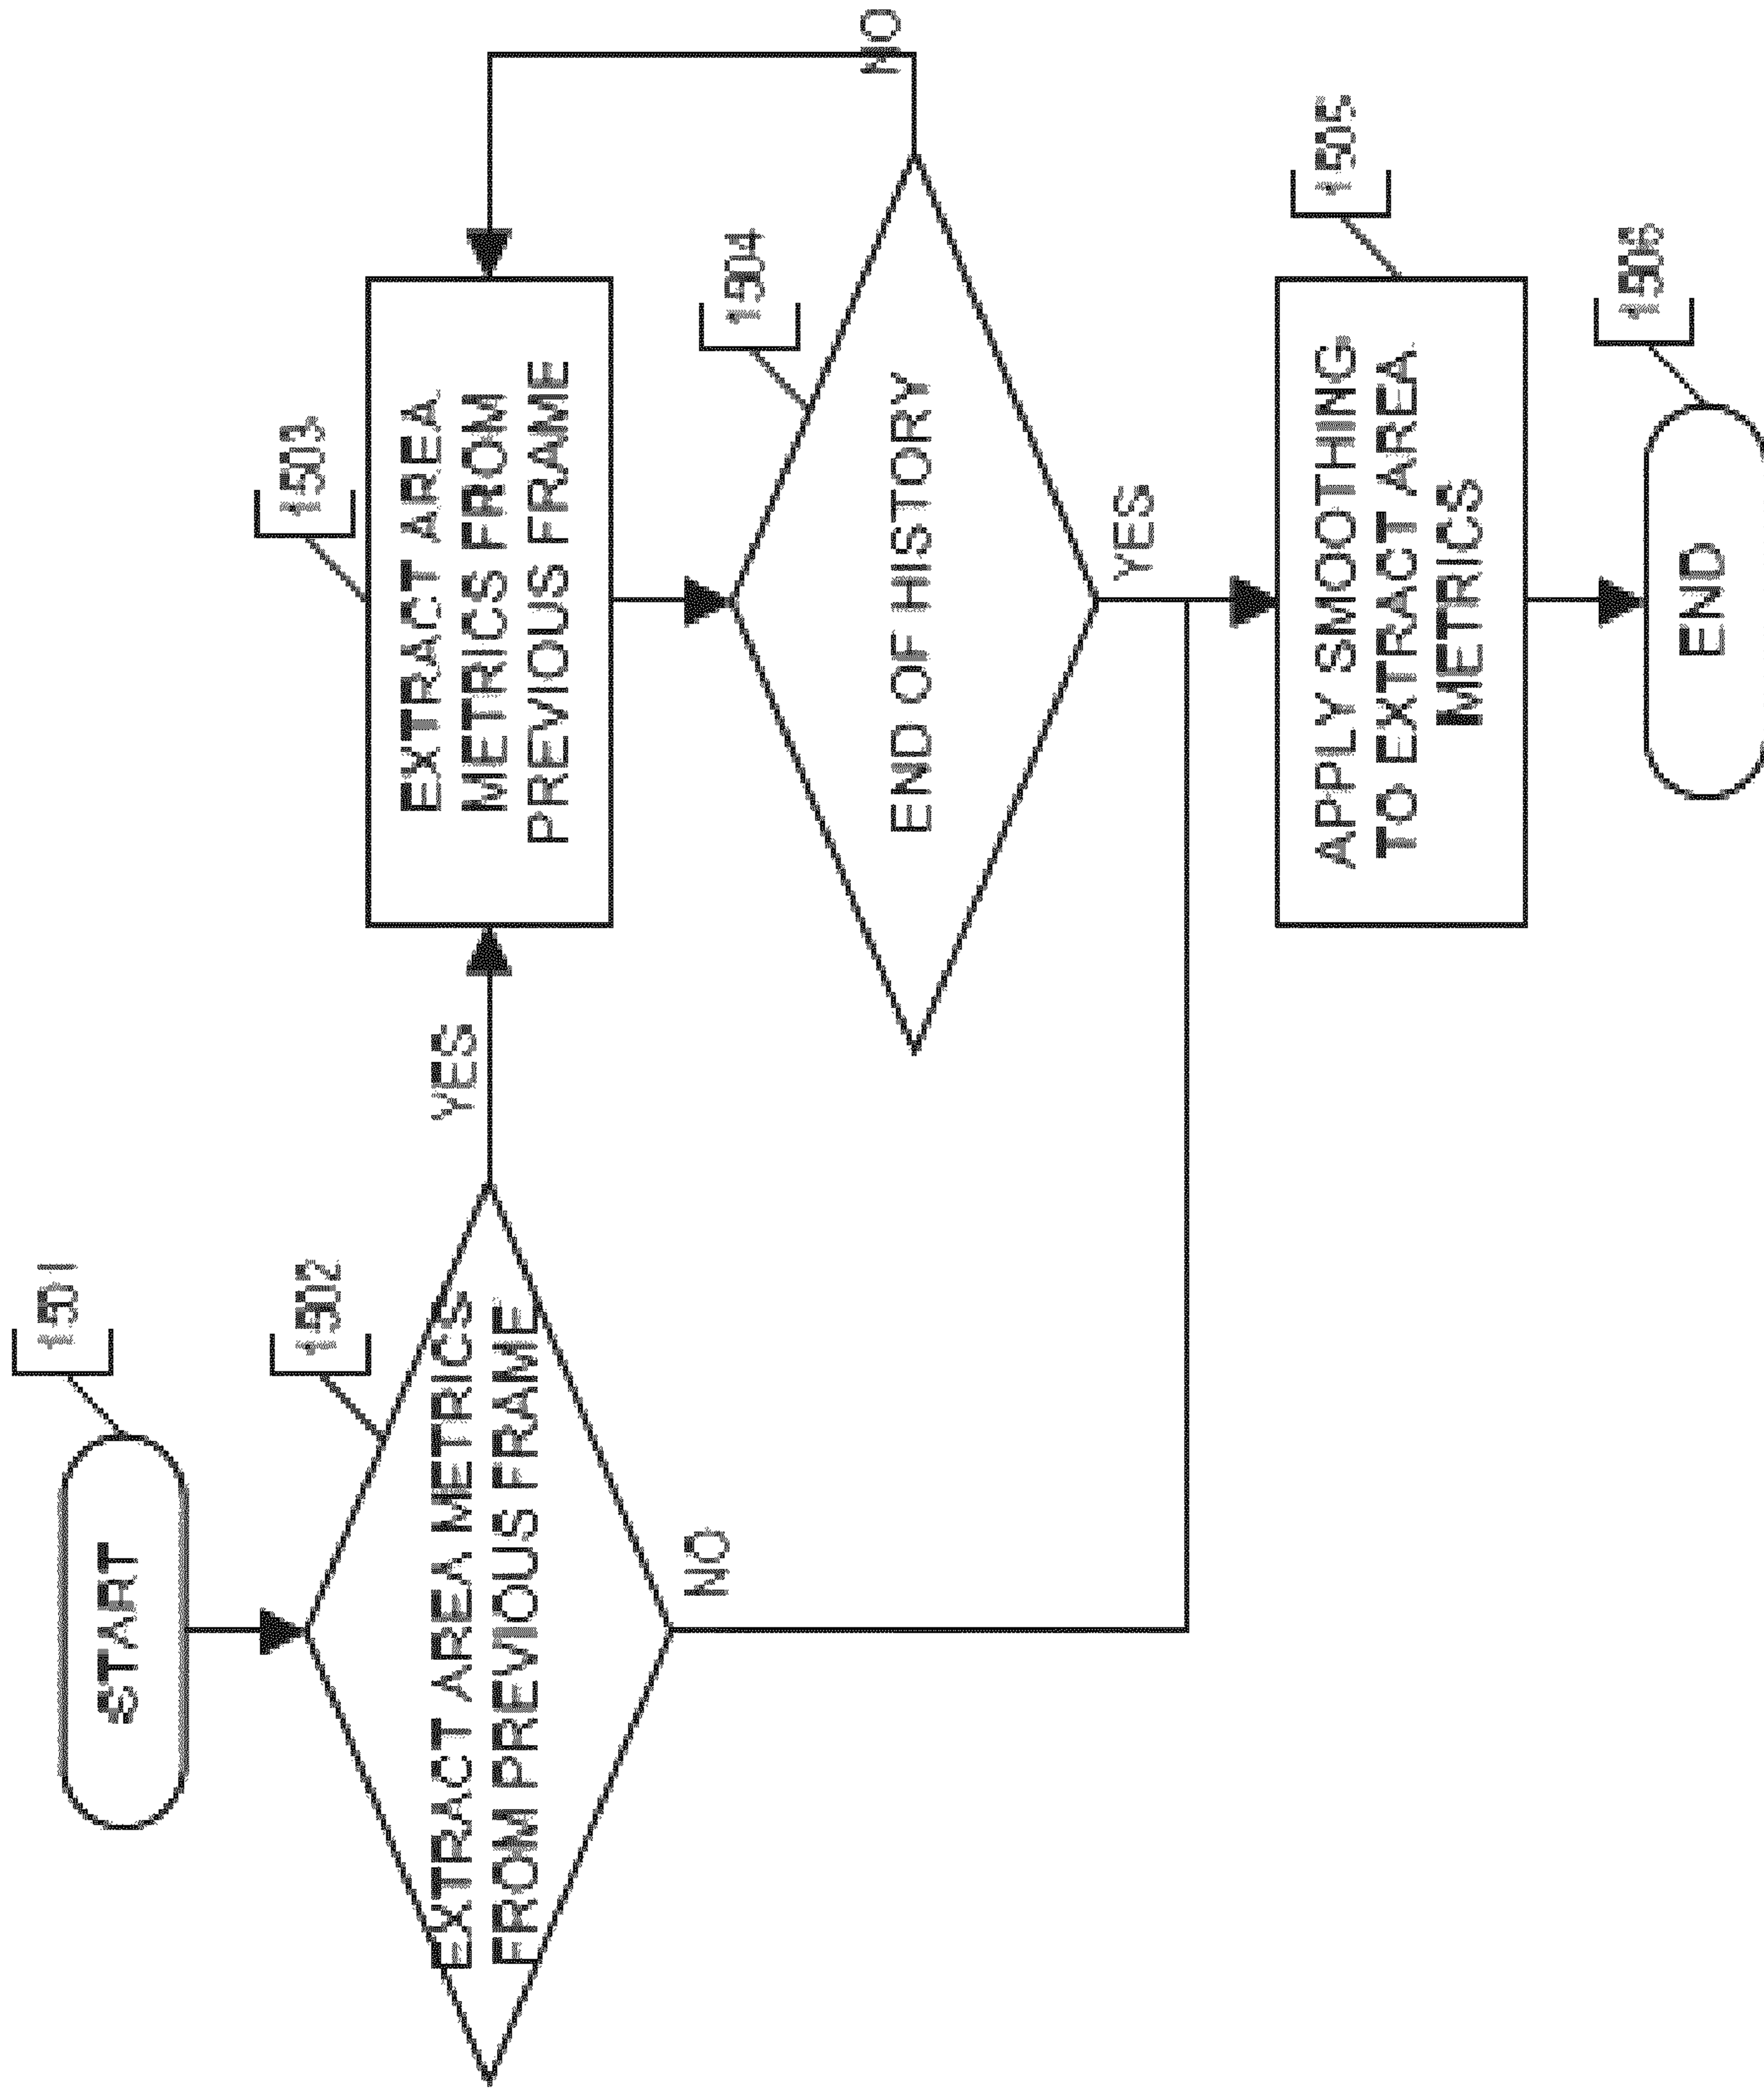 1501
START
1502
EXTRACT AREA METRICS
FROM PREVIOUS FRAME
YES
NO
1503
EXTRACT AREA
METRICS FROM
PREVIOUS FRAME
1504
END OF HISTORY
NO
YES
1505
APPLY SMOOTHING
TO EXTRACT AREA
METRICS
1506
END